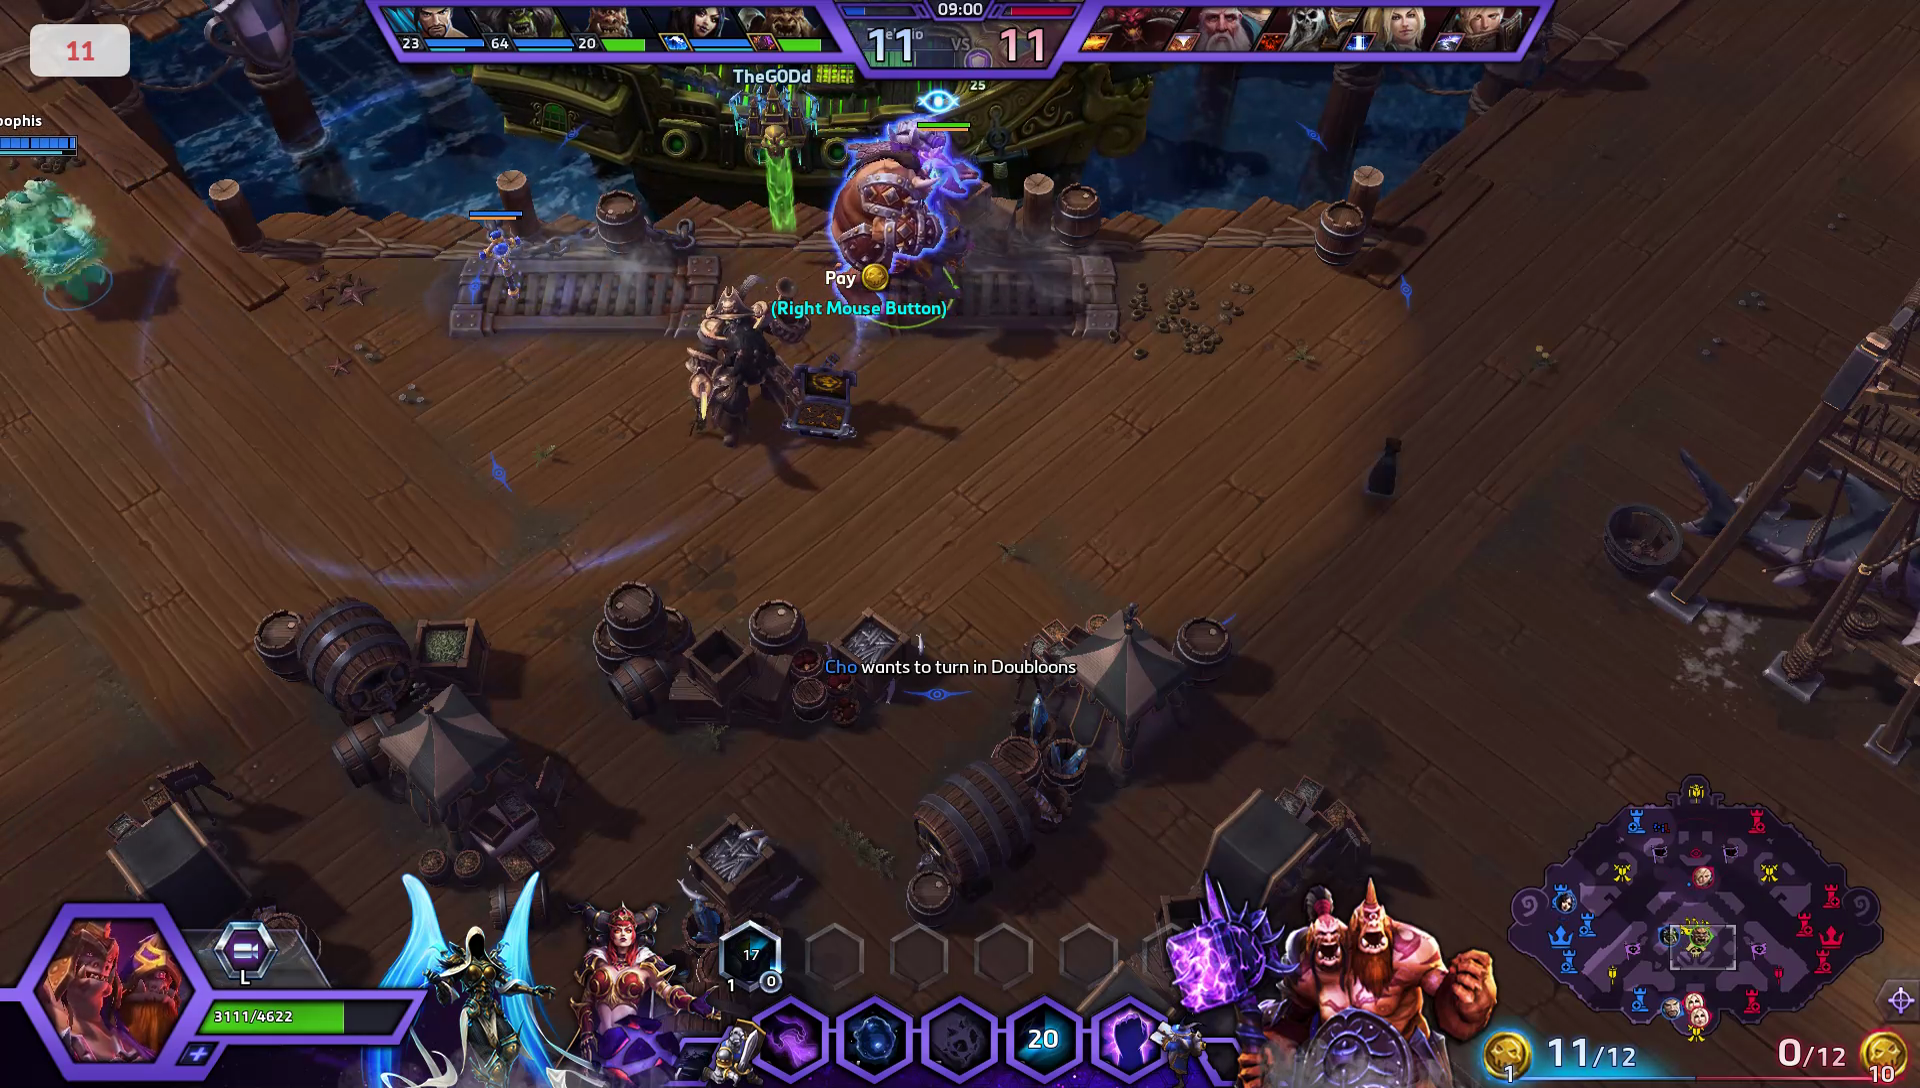 11
09:00
23
64
20
11
VS
11
TheGODd
25
oophis
Pay
(Right Mouse Button)
Cho wants to turn in Doubloons
17
1
0
L
3111/4622
20
11/12
1
0/12
10